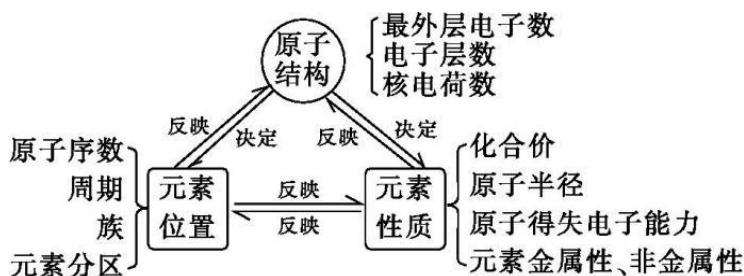 原子
结构
最外层电子数
电子层数
核电荷数
反映
决定
反映
决定
原子序数
周期
族
元素分区
元素
位置
反映
反映
元素
性质
化合价
原子半径
原子得失电子能力
元素金属性、非金属性